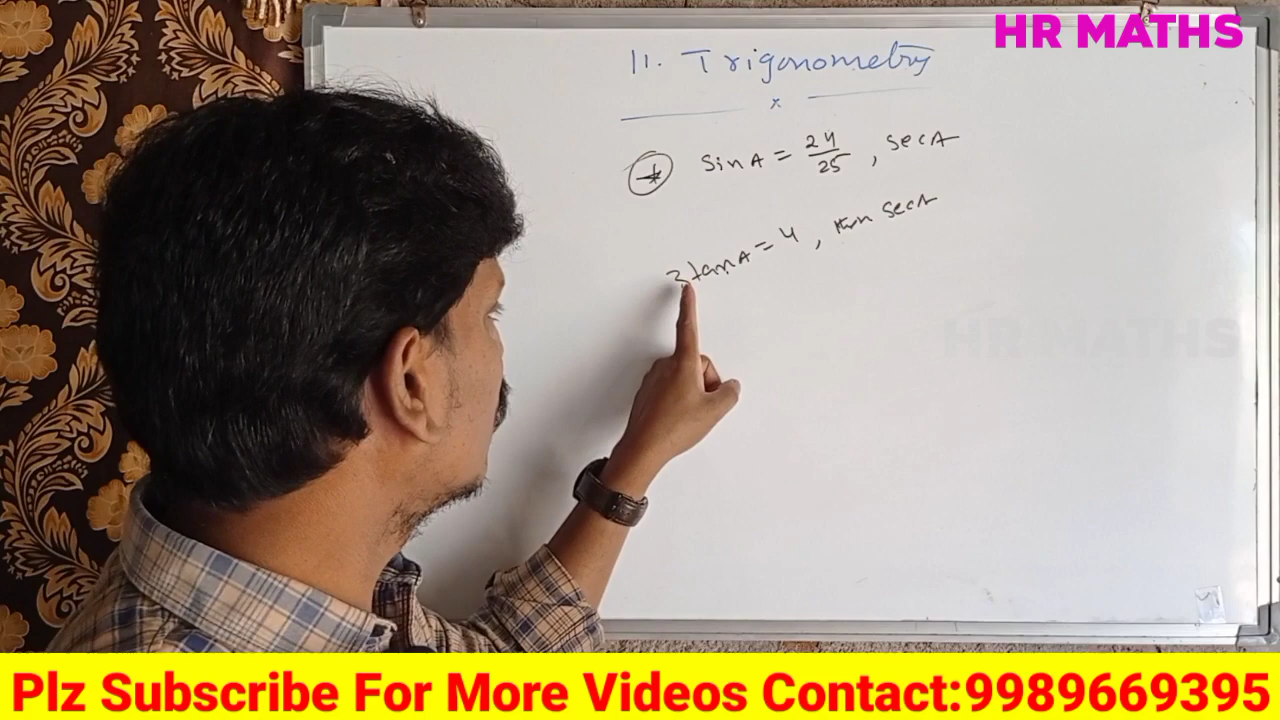 HR MATHS
11. Trigonometry
x
* sin A = 24/25 , sec A
3 tan A = 4 , then sec A
HR MATHS
Plz Subscribe For More Videos Contact:9989669395